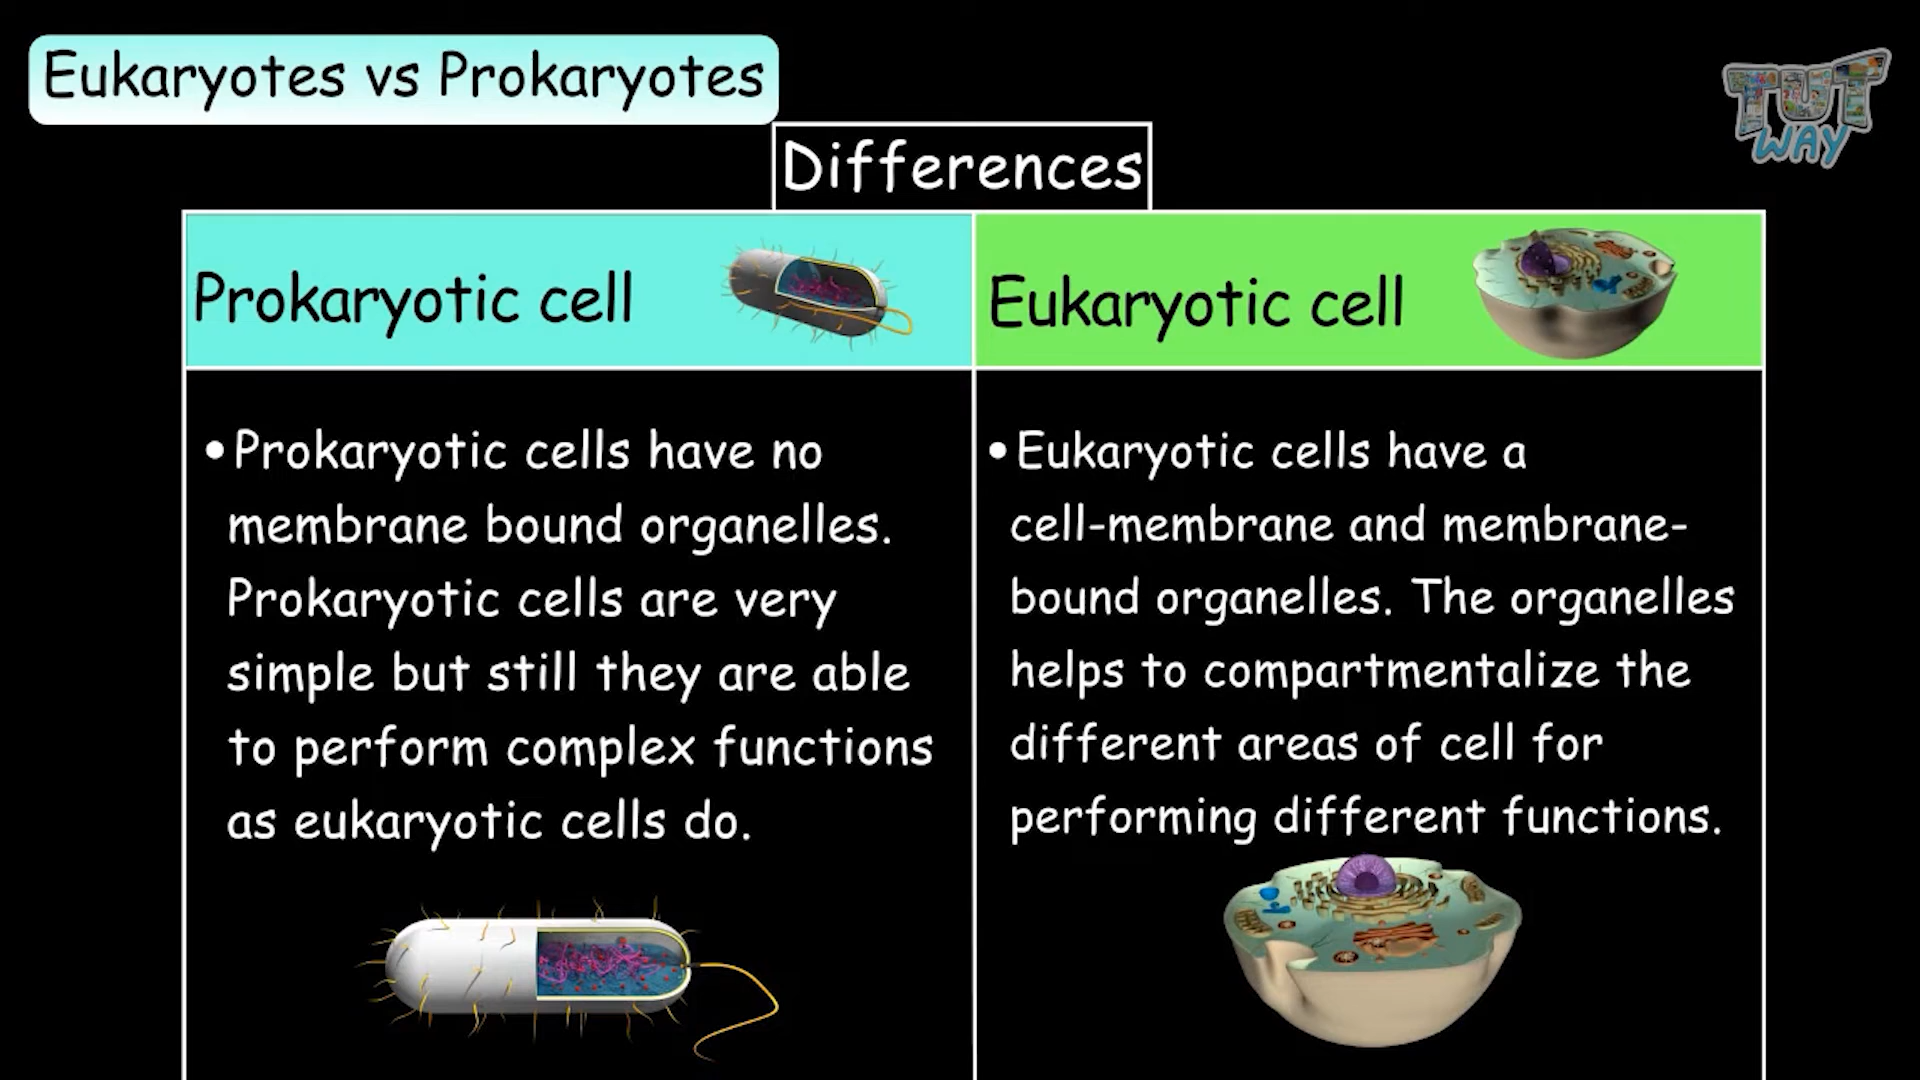 Eukaryotes vs Prokaryotes
TUT
WAY
Differences
Prokaryotic cell
Eukaryotic cell
•Prokaryotic cells have no
membrane bound organelles.
Prokaryotic cells are very
simple but still they are able
to perform complex functions
as eukaryotic cells do.
•Eukaryotic cells have a
cell-membrane and membrane-
bound organelles. The organelles
helps to compartmentalize the
different areas of cell for
performing different functions.